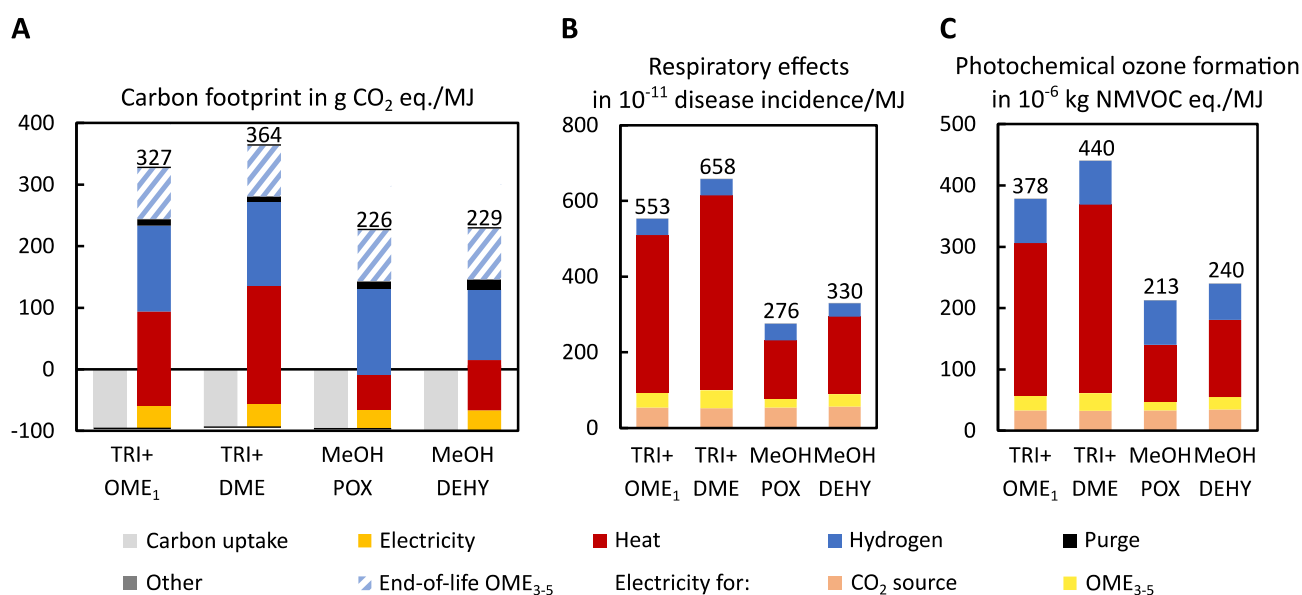 A
Carbon footprint in g CO₂ eq./MJ
400
300
200
100
0
-100
327
364
226
229
TRI+ OME₁
TRI+ DME
MeOH POX
MeOH DEHY
B
Respiratory effects
in 10⁻¹¹ disease incidence/MJ
800
600
400
200
0
553
658
276
330
TRI+ OME₁
TRI+ DME
MeOH POX
MeOH DEHY
C
Photochemical ozone formation
in 10⁻⁶ kg NMVOC eq./MJ
500
400
300
200
100
0
378
440
213
240
TRI+ OME₁
TRI+ DME
MeOH POX
MeOH DEHY
Carbon uptake
Electricity
Heat
Hydrogen
Purge
Other
End-of-life OME₃₋₅
Electricity for:
CO₂ source
OME₃₋₅